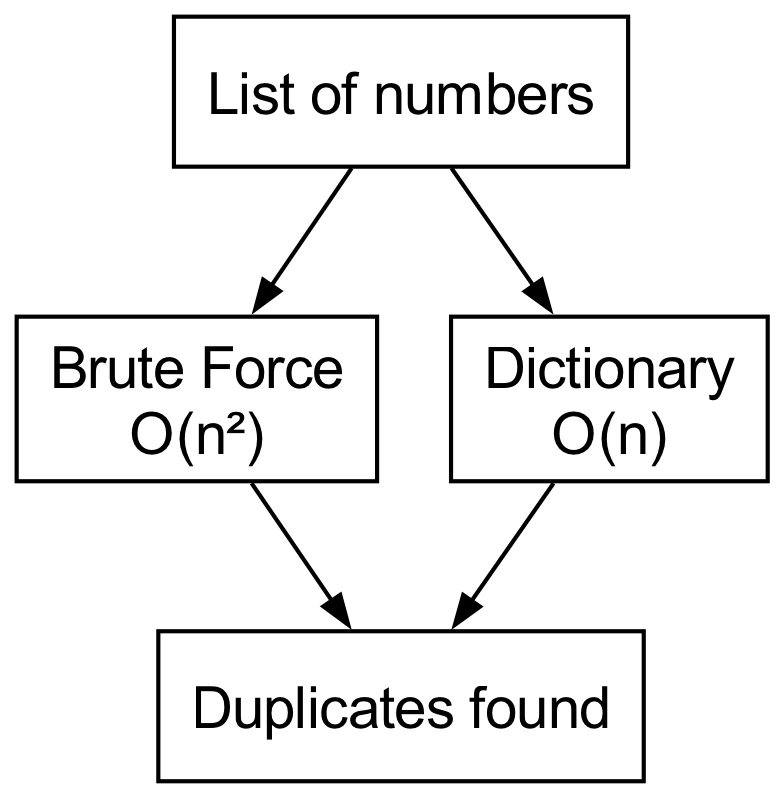 List of numbers
Brute Force
O(n²)
Dictionary
O(n)
Duplicates found